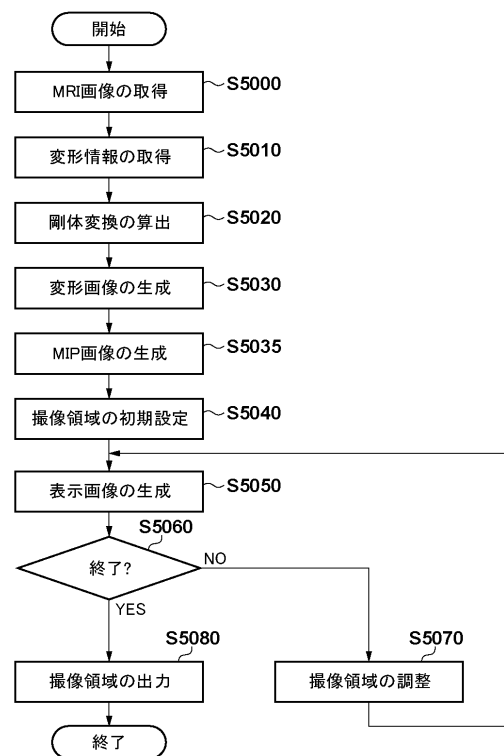 開始
MRI画像の取得
S5000
変形情報の取得
S5010
剛体変換の算出
S5020
変形画像の生成
S5030
MIP画像の生成
S5035
撮像領域の初期設定
S5040
表示画像の生成
S5050
S5060
終了?
NO
YES
S5080
撮像領域の出力
S5070
撮像領域の調整
終了